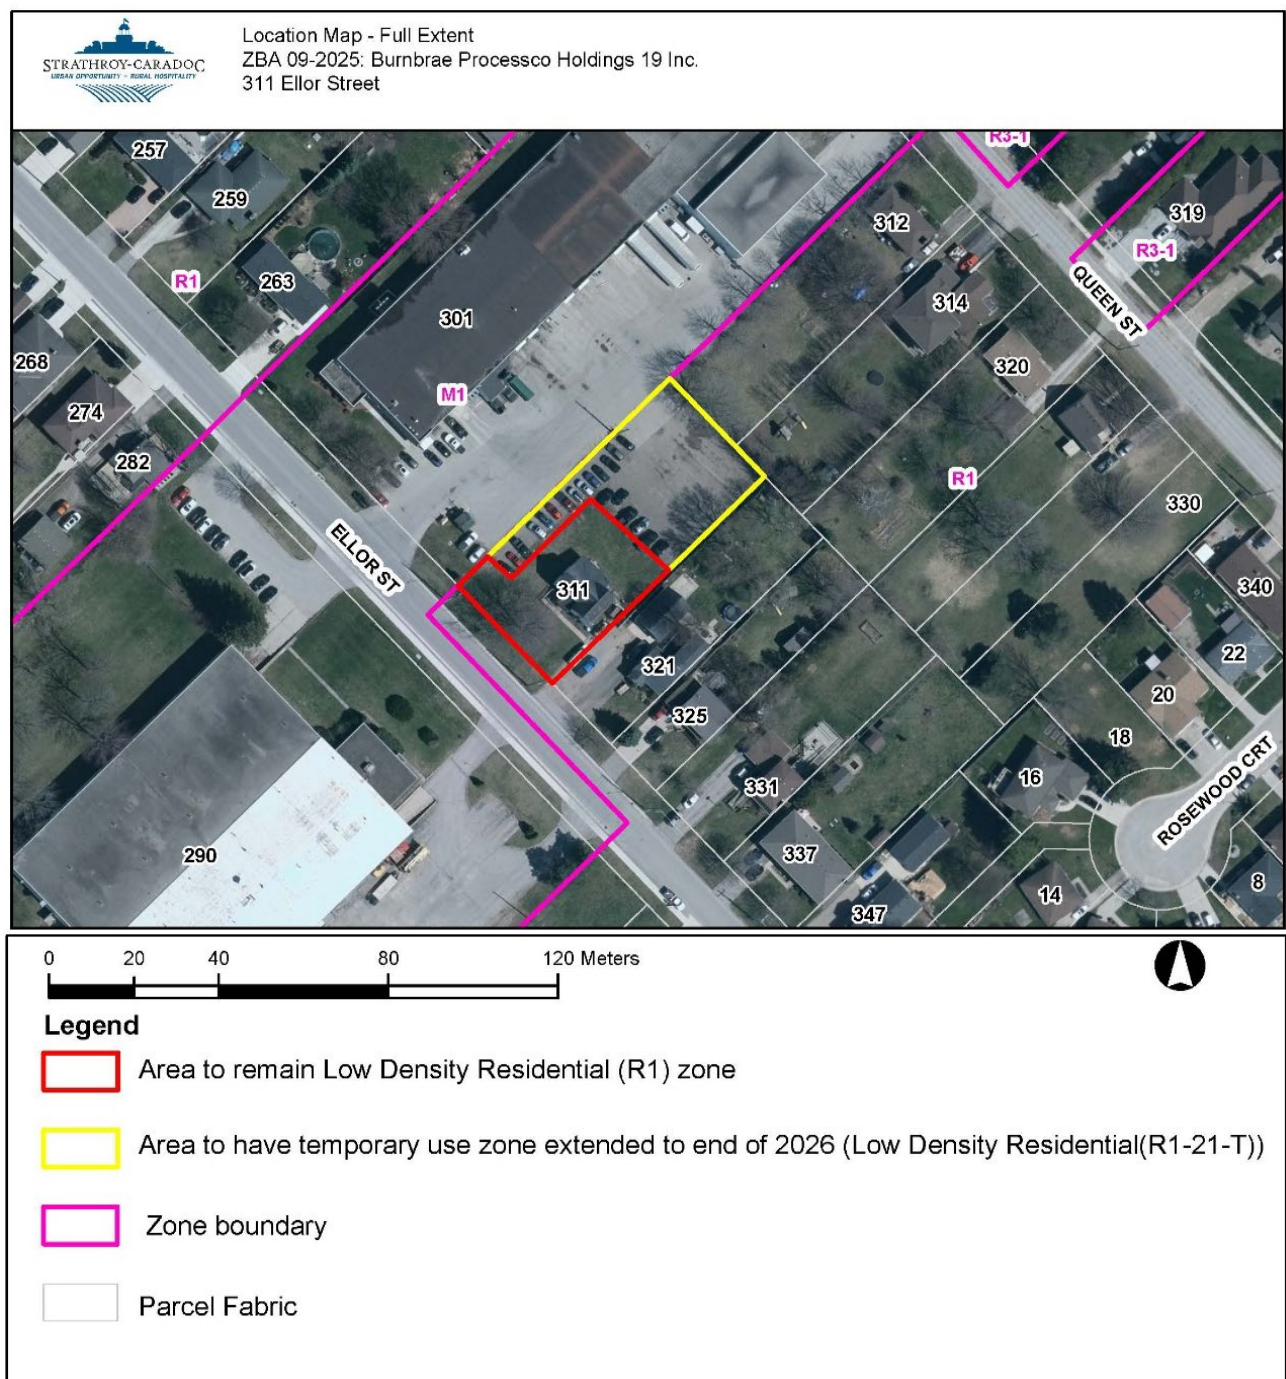 STRATHROY-CARADOC
URBAN OPPORTUNITY - RURAL HOSPITALITY
Location Map - Full Extent
ZBA 09-2025: Burnbrae Processco Holdings 19 Inc.
311 Ellor Street
257
259
R1
263
268
274
282
301
M1
312
314
320
R3-1
319
R3-1
QUEEN ST
R1
330
340
ELLOR ST
311
321
325
331
337
347
290
22
20
18
16
14
8
ROSEWOOD CRT
0 20 40 80 120 Meters
Legend
Area to remain Low Density Residential (R1) zone
Area to have temporary use zone extended to end of 2026 (Low Density Residential(R1-21-T))
Zone boundary
Parcel Fabric